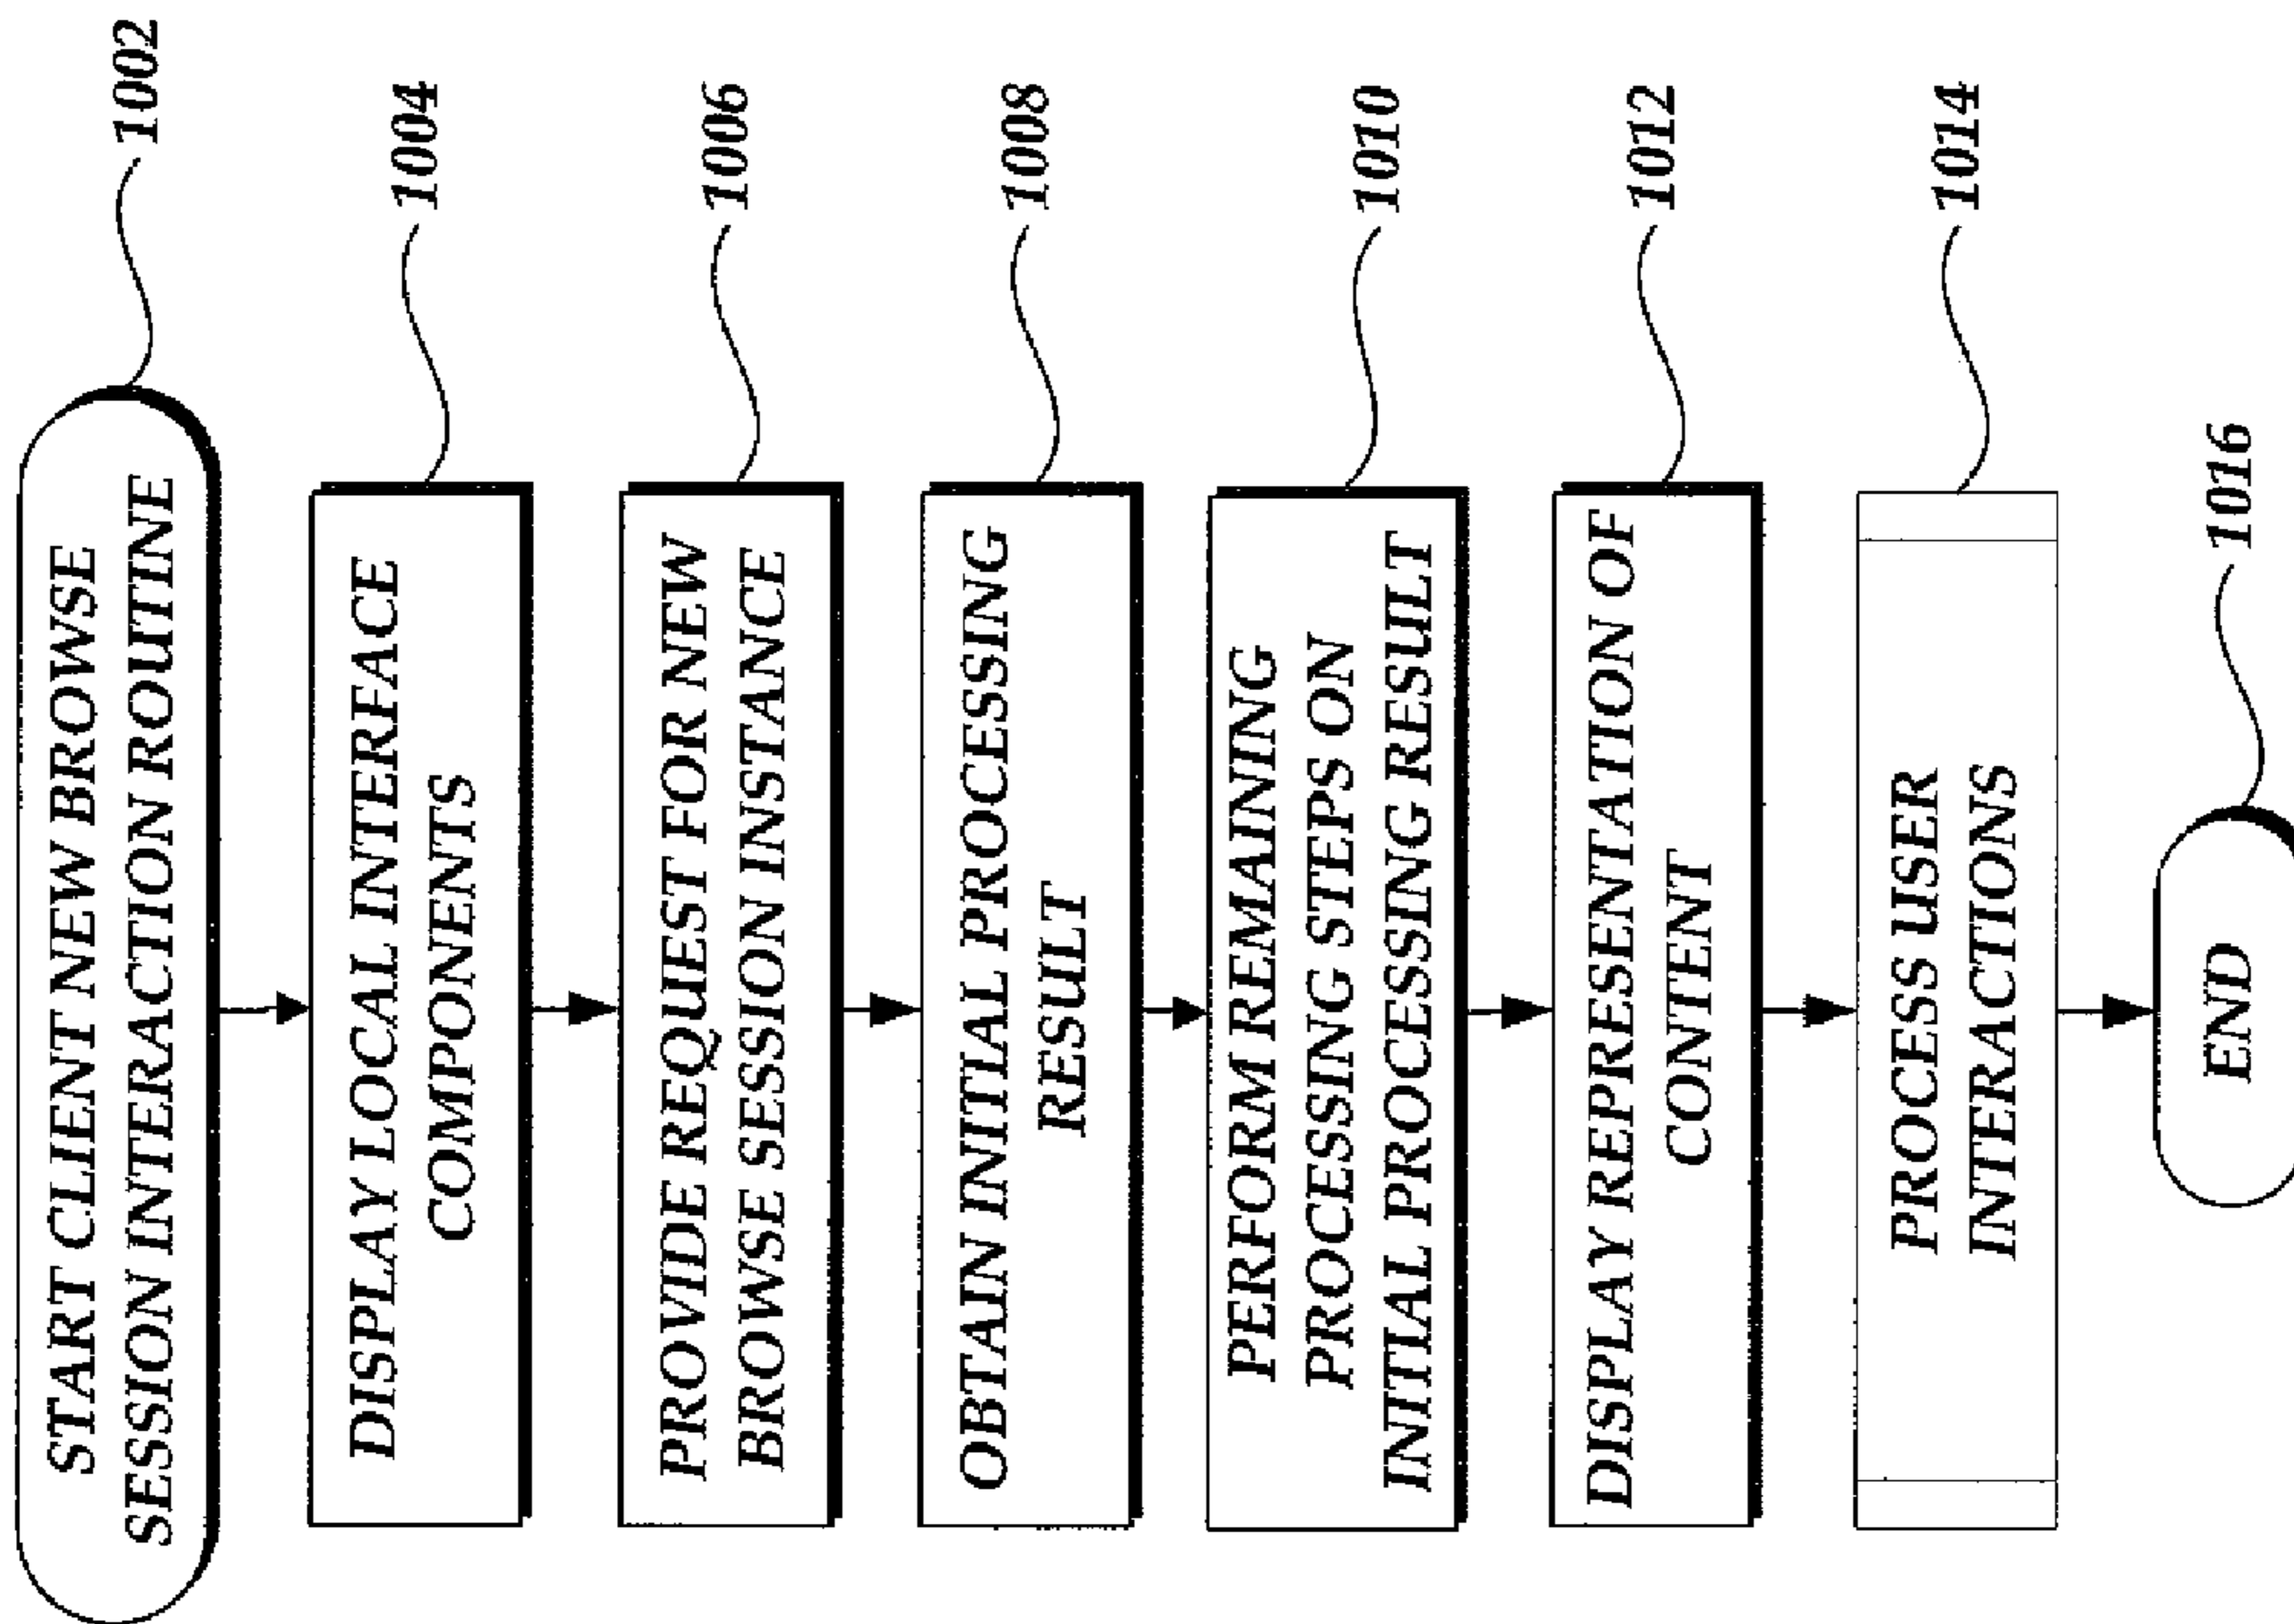 START CLIENT NEW BROWSE
SESSION INTERACTION ROUTINE
1002
DISPLAY LOCAL INTERFACE
COMPONENTS
1004
PROVIDE REQUEST FOR NEW
BROWSE SESSION INSTANCE
1006
OBTAIN INITIAL PROCESSING
RESULT
1008
PERFORM REMAINING
PROCESSING STEPS ON
INITIAL PROCESSING RESULT
1010
DISPLAY REPRESENTATION OF
CONTENT
1012
PROCESS USER
INTERACTIONS
1014
END
1016